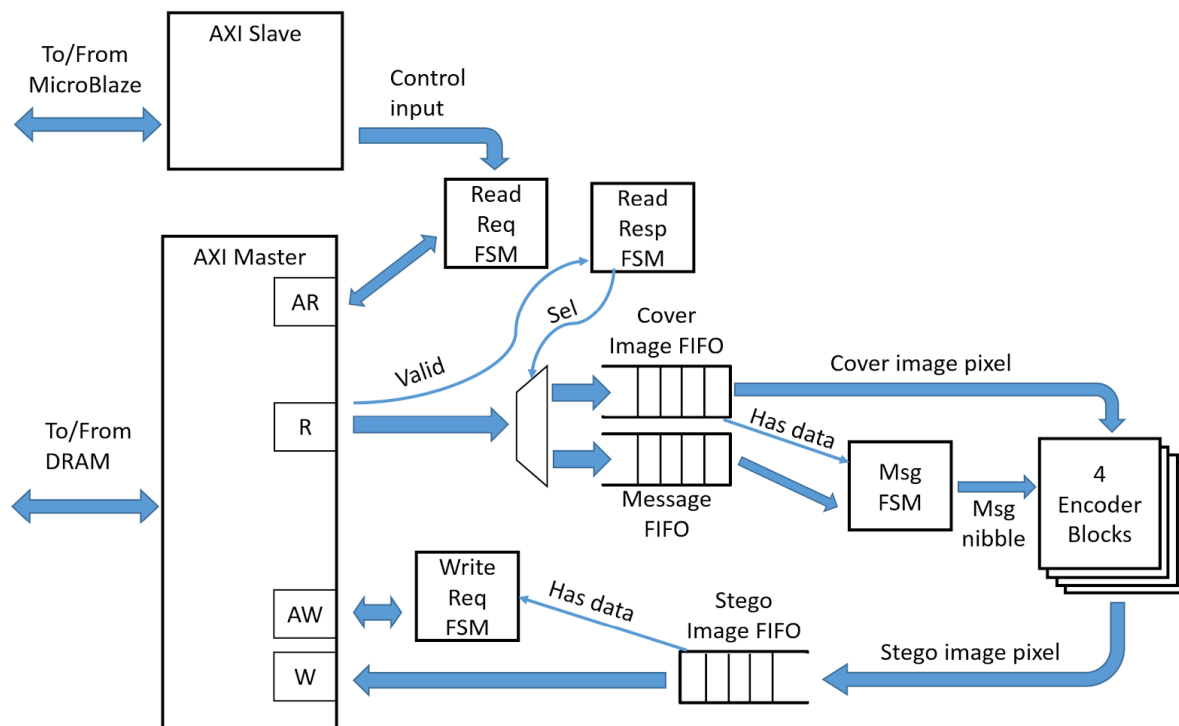 AXI Slave
To/From
MicroBlaze
Control
input
Read
Req
FSM
Read
Resp
FSM
AXI Master
AR
Sel
Cover
Image FIFO
Valid
Cover image pixel
R
Has data
To/From
DRAM
Msg
FSM
4
Encoder
Blocks
Message
FIFO
Msg
nibble
Write
Req
FSM
Has data
Stego
Image FIFO
AW
Stego image pixel
W